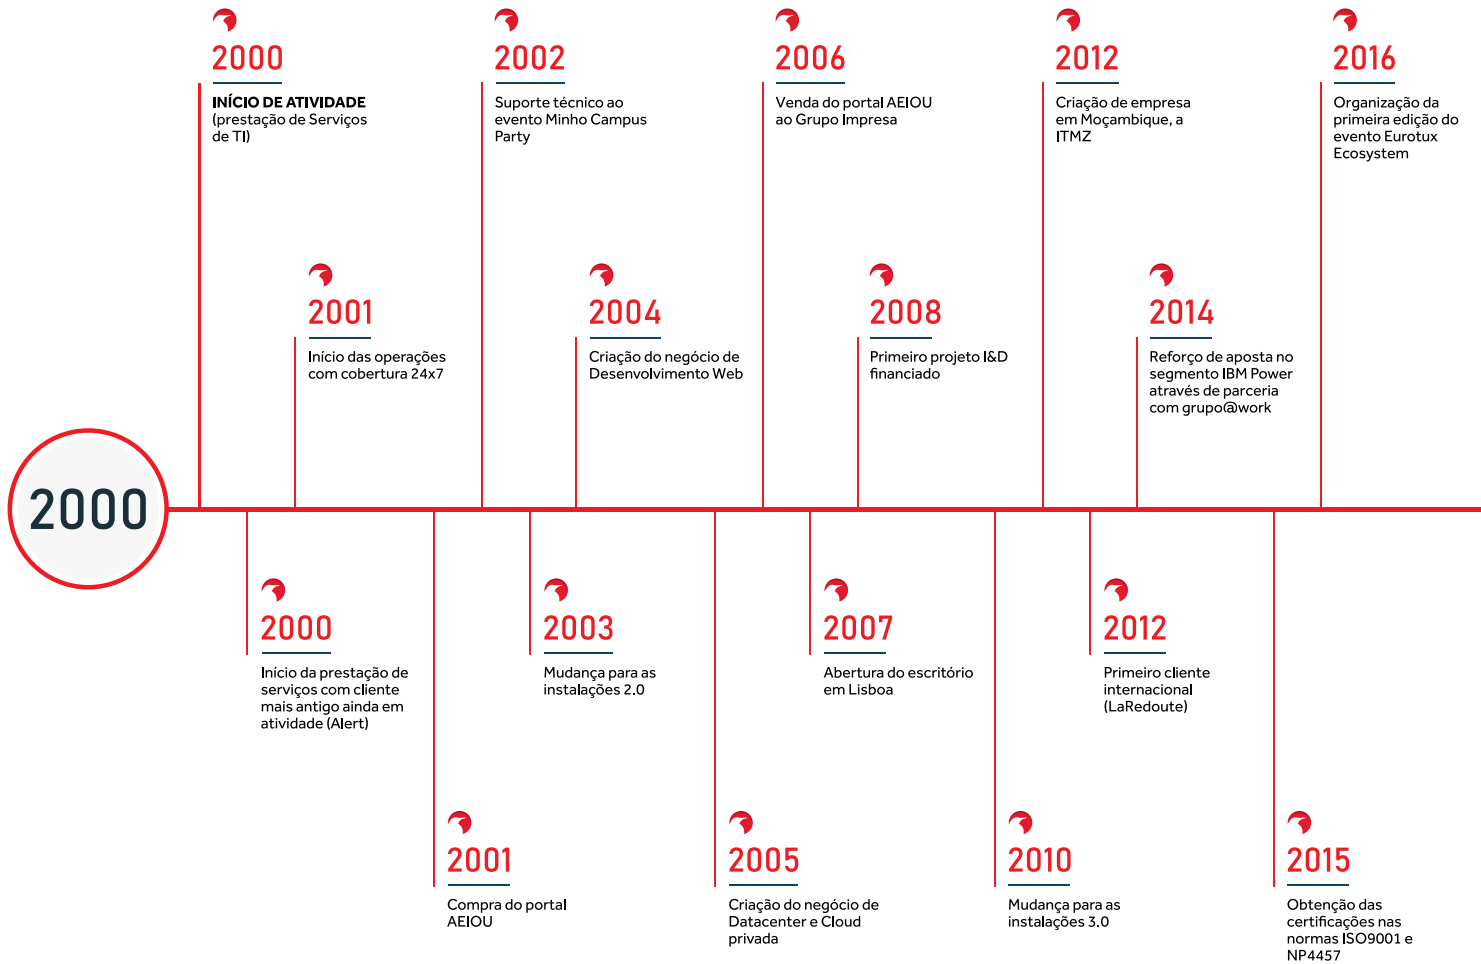 2000
INÍCIO DE ATIVIDADE
(prestação de Serviços
de TI)
2002
Suporte técnico ao
evento Minho Campus
Party
2006
Venda do portal AEIOU
ao Grupo Impresa
2012
Criação de empresa
em Moçambique, a
ITMZ
2016
Organização da
primeira edição do
evento Eurotux
Ecosystem
2001
Início das operações
com cobertura 24x7
2004
Criação do negócio de
Desenvolvimento Web
2008
Primeiro projeto I&D
financiado
2014
Reforço de aposta no
segmento IBM Power
através de parceria
com grupo@work
2000
2000
Início da prestação de
serviços com cliente
mais antigo ainda em
atividade (Alert)
2003
Mudança para as
instalações 2.0
2007
Abertura do escritório
em Lisboa
2012
Primeiro cliente
internacional
(LaRedoute)
2001
Compra do portal
AEIOU
2005
Criação do negócio de
Datacenter e Cloud
privada
2010
Mudança para as
instalações 3.0
2015
Obtenção das
certificações nas
normas ISO9001 e
NP4457